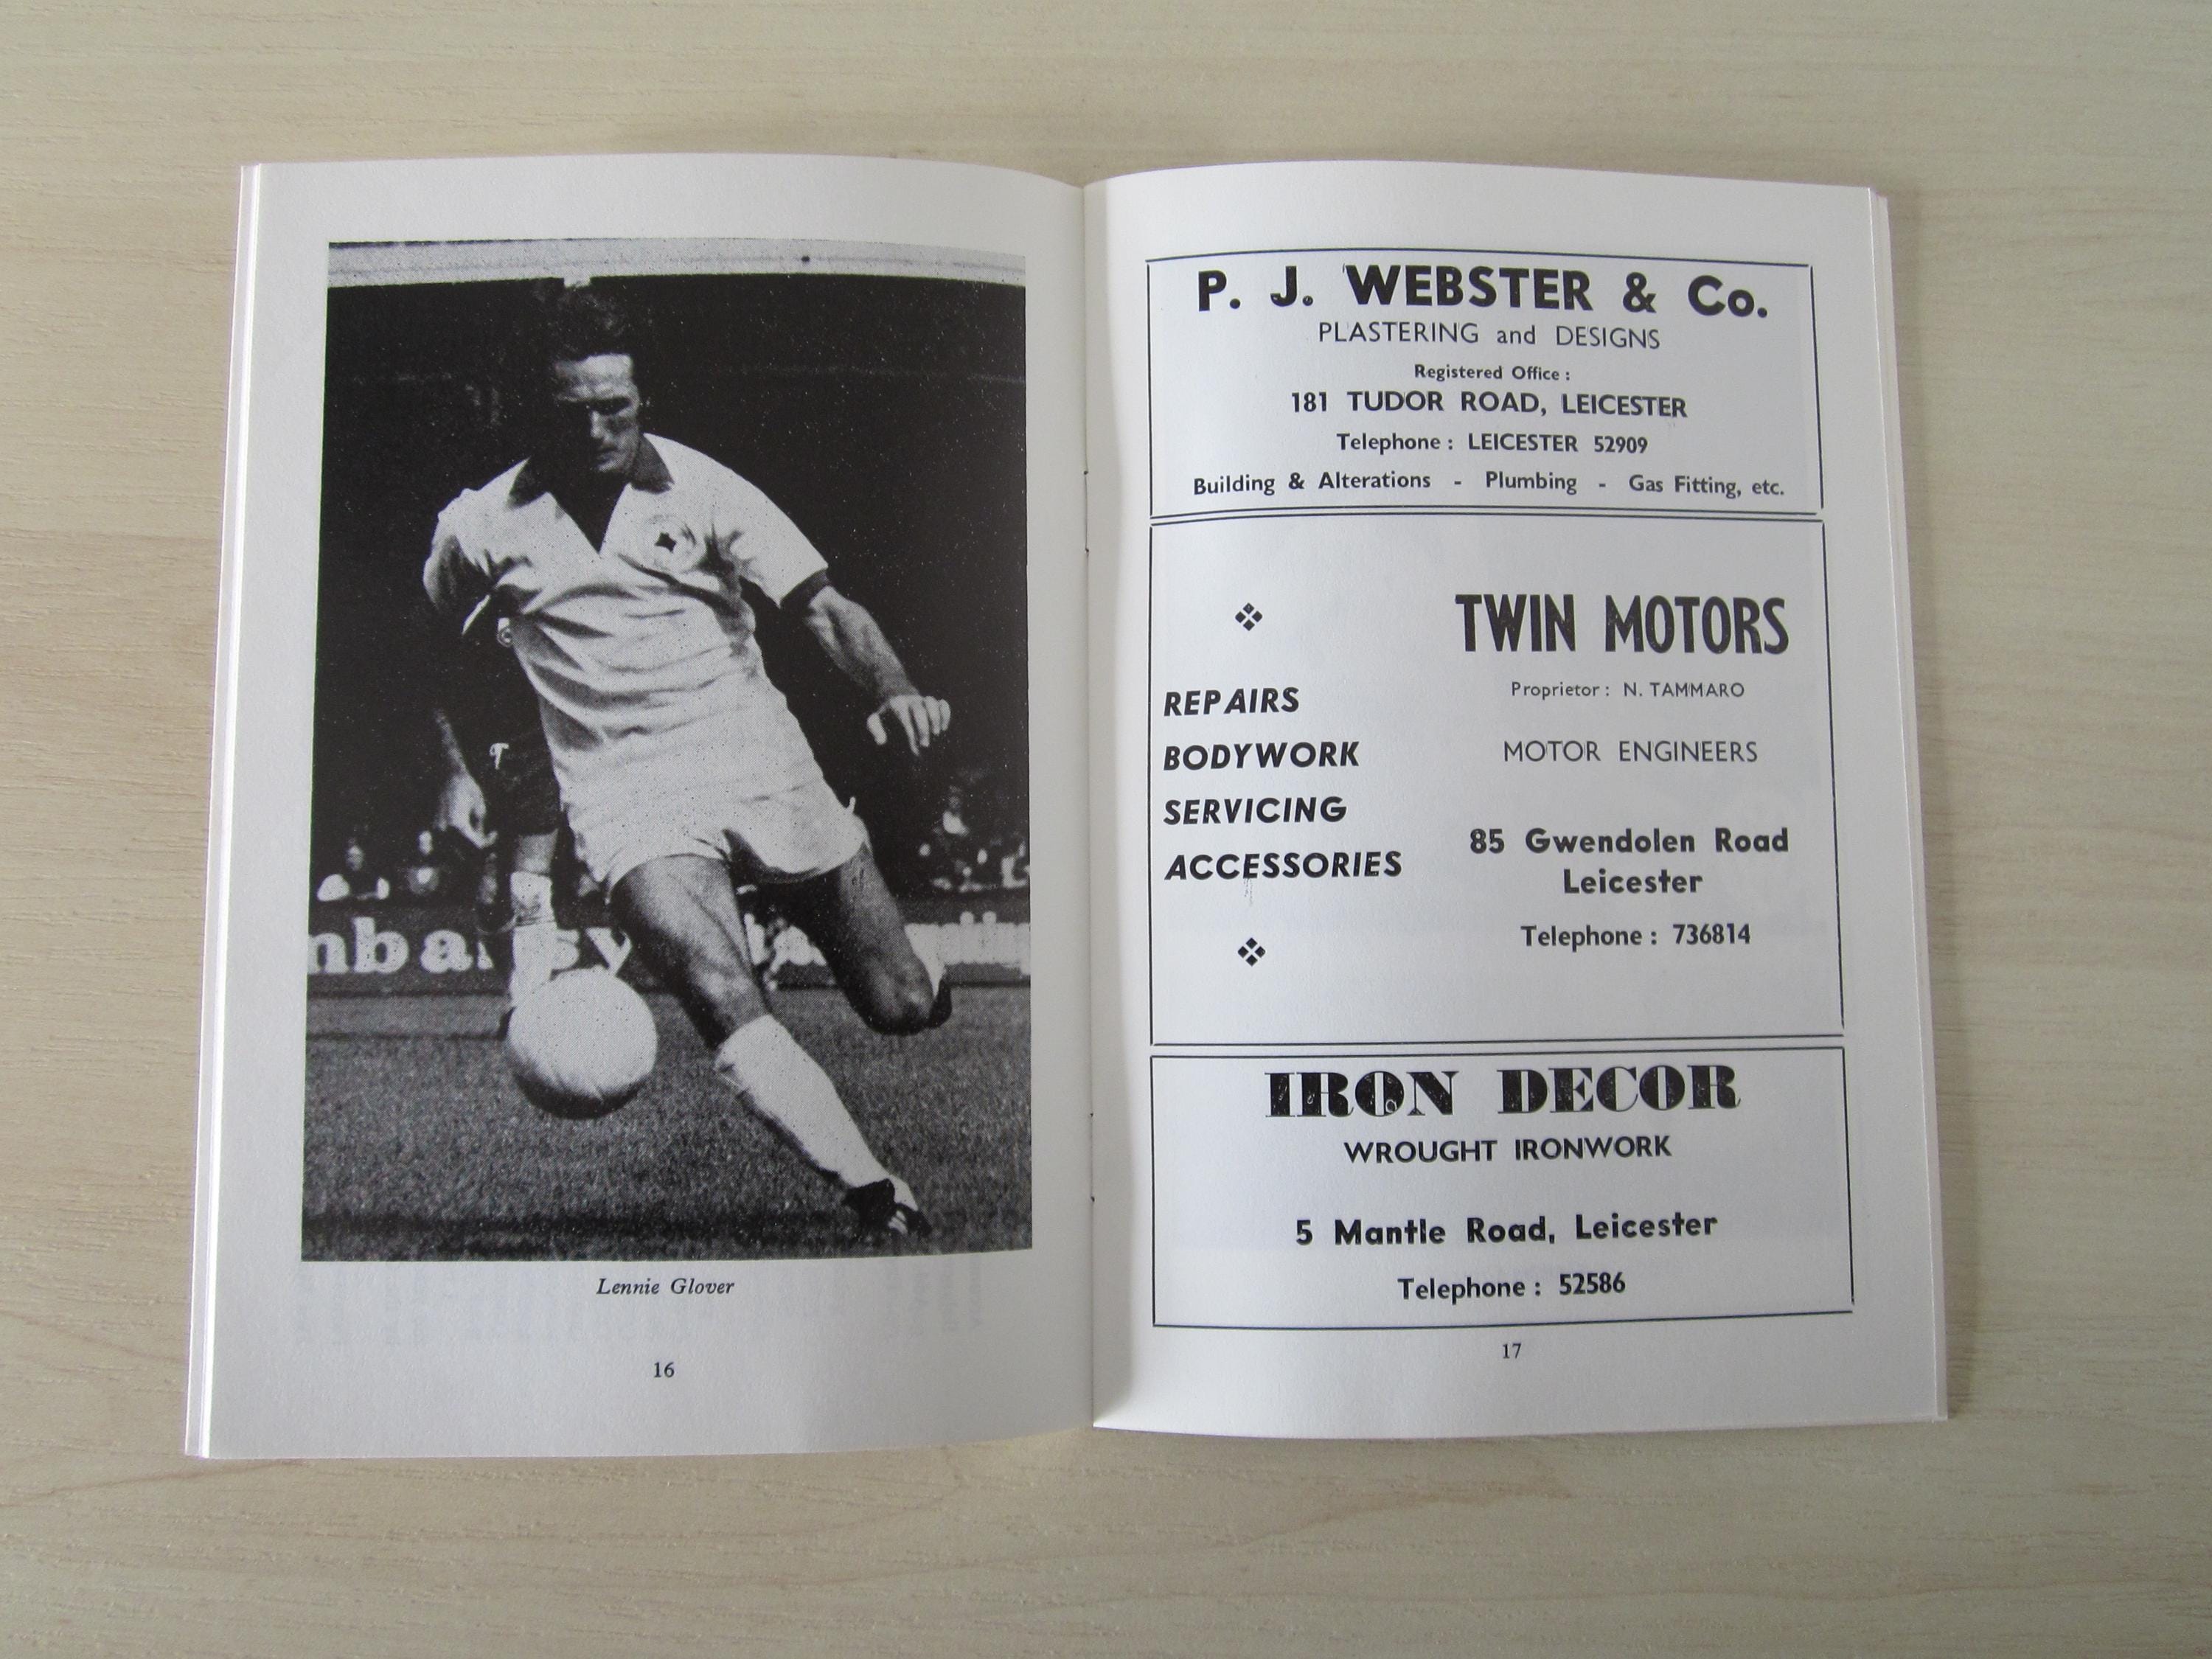 Lennie Glover
16
P. J. WEBSTER & Co.
PLASTERING and DESIGNS
Registered Office :
181 TUDOR ROAD, LEICESTER
Telephone : LEICESTER 52909
Building & Alterations - Plumbing - Gas Fitting, etc.
TWIN MOTORS
Proprietor : N. TAMMARO
MOTOR ENGINEERS
85 Gwendolen Road
Leicester
Telephone : 736814
REPAIRS
BODYWORK
SERVICING
ACCESSORIES
IRON DECOR
WROUGHT IRONWORK
5 Mantle Road, Leicester
Telephone : 52586
17